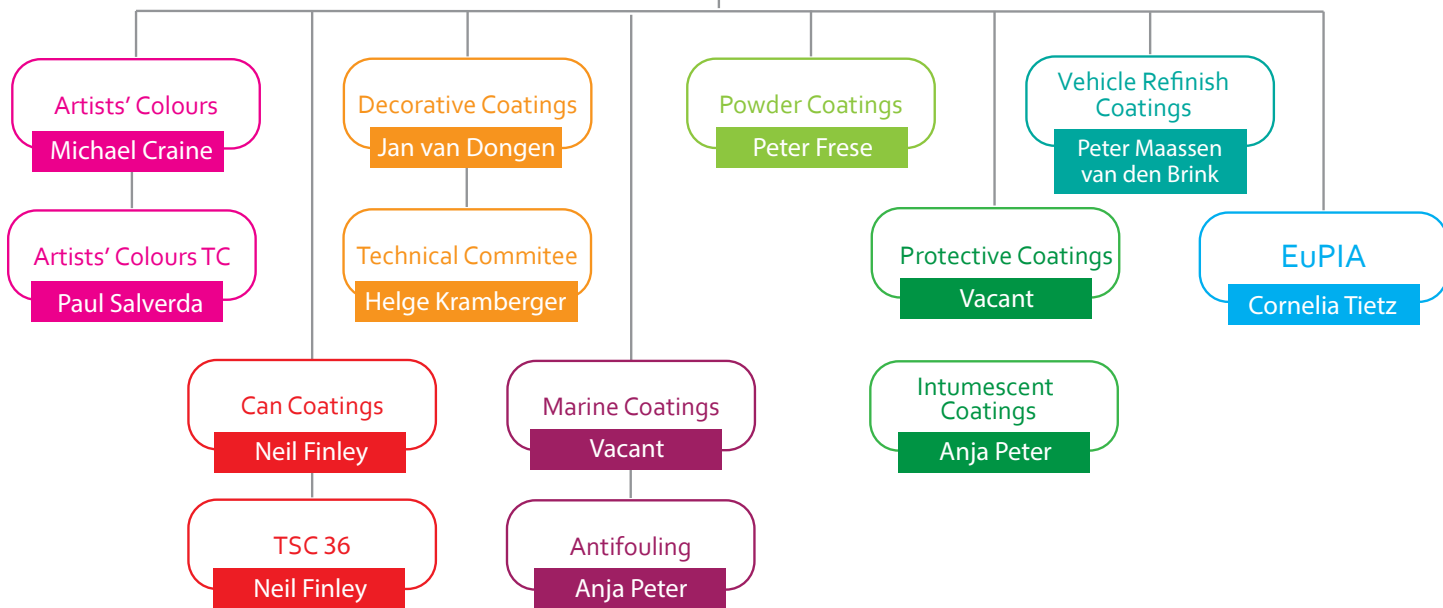 Artists' Colours
Michael Craine
Artists' Colours TC
Paul Salverda
Can Coatings
Neil Finley
TSC 36
Neil Finley
Decorative Coatings
Jan van Dongen
Technical Commitee
Helge Kramberger
Marine Coatings
Vacant
Antifouling
Anja Peter
Powder Coatings
Peter Frese
Protective Coatings
Vacant
Intumescent
Coatings
Anja Peter
Vehicle Refinish
Coatings
Peter Maassen
van den Brink
EuPIA
Cornelia Tietz